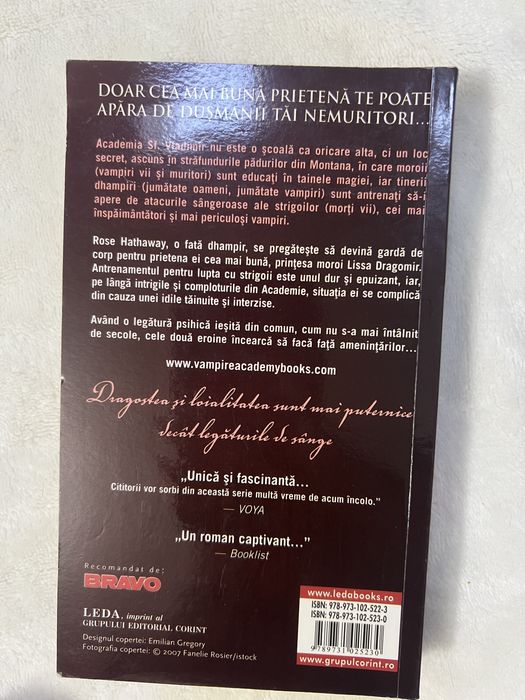 DOAR CEA MAI BUNĂ PRIETENĂ TE POATE
APĂRA DE DUȘMANII TĂI NEMURITORI...
Academia Sf. Vladimir nu este o școală ca oricare alta, ci un loc
secret, ascuns în străfundurile pădurilor din Montana, în care moroii
(vampiri vii și muritori) sunt educați în tainele magiei, iar tinerii
dhampiri (jumătate oameni, jumătate vampiri) sunt antrenați să-i
apere de atacurile sângeroase ale strigoilor (morți vii), cei mai
înspăimântători și mai periculoși vampiri.
Rose Hathaway, o fată dhampir, se pregătește să devină gardă de
corp pentru prietena ei cea mai bună, prințesa moroi Lissa Dragomir.
Antrenamentul pentru lupta cu strigoii este unul dur și epuizant, iar,
pe lângă intrigile și comploturile din Academie, situația ei se complică
din cauza unei idile tăinuite și interzise.
Având o legătură psihică ieșită din comun, cum nu s-a mai întâlnit
de secole, cele două eroine încearcă să facă față amenințărilor...
www.vampireacademybooks.com
Dragostea și loialitatea sunt mai puternice
decât legăturile de sânge
„Unică și fascinantă...
Cititorii vor sorbi din această serie multă vreme de acum încolo."
— VOYA
„Un roman captivant..."
— Booklist
Recomandat de:
BRAVO
LEDA, imprint al
GRUPULUI EDITORIAL CORINT
Designul copertei: Emilian Gregory
Fotografia copertei: © 2007 Fanelie Rosier/istock
www.ledabooks.ro
ISBN: 978-973-102-522-3
ISBN: 978-973-102-523-0
9 789731 025230
www.grupulcorint.ro